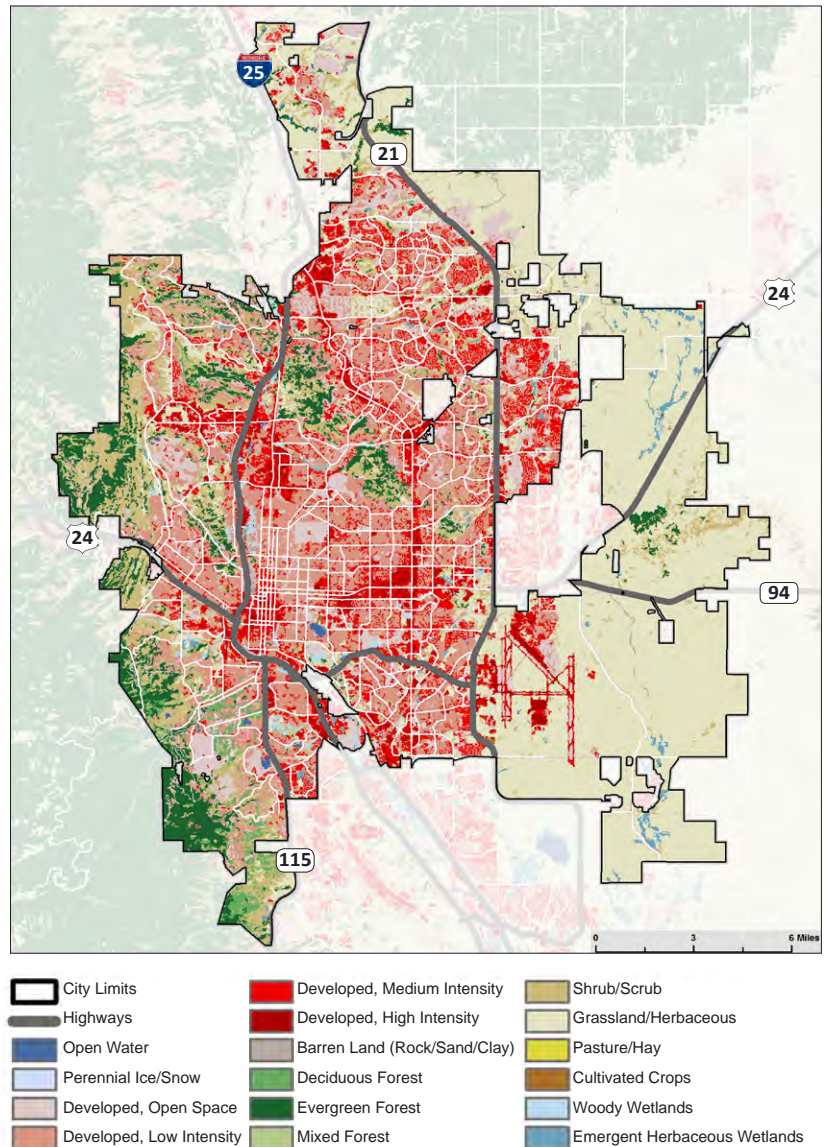 25
21
24
24
94
115
0 3 6 Miles
City Limits
Highways
Open Water
Perennial Ice/Snow
Developed, Open Space
Developed, Low Intensity
Developed, Medium Intensity
Developed, High Intensity
Barren Land (Rock/Sand/Clay)
Deciduous Forest
Evergreen Forest
Mixed Forest
Shrub/Scrub
Grassland/Herbaceous
Pasture/Hay
Cultivated Crops
Woody Wetlands
Emergent Herbaceous Wetlands